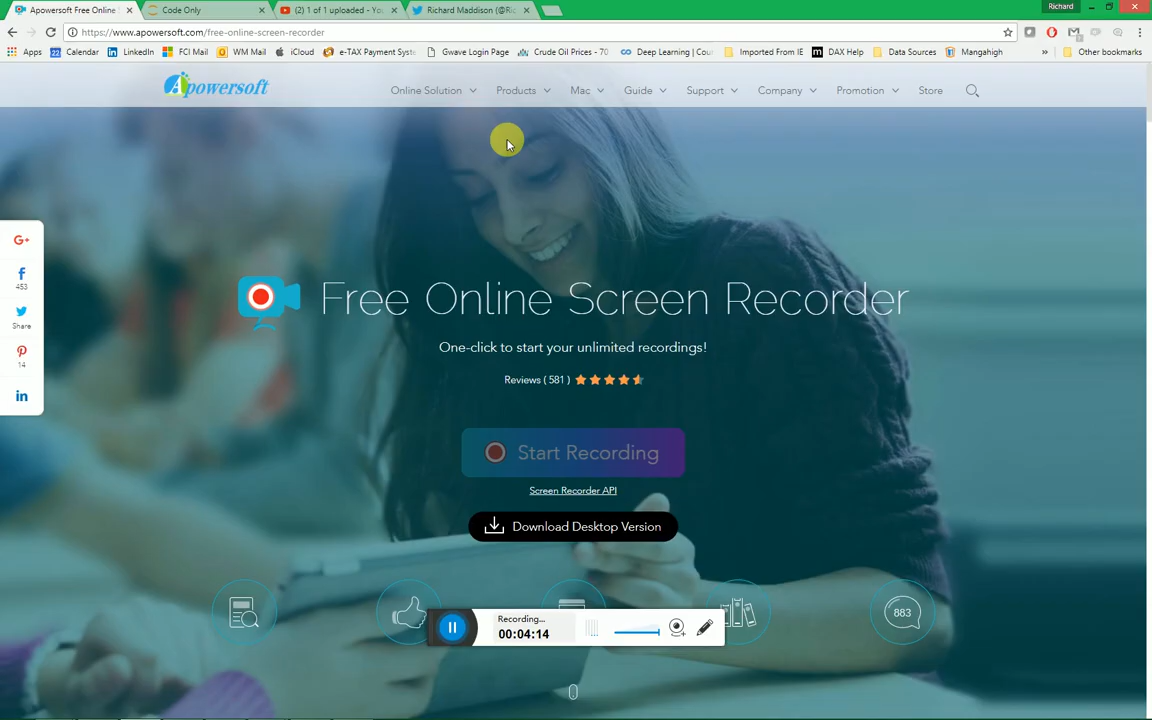 Apowersoft Free Online S
Code Only
(2) 1 of 1 uploaded - You
Richard Maddison (@Ric
Richard
https://www.apowersoft.com/free-online-screen-recorder
Apps
22 Calendar
LinkedIn
FCI Mail
WM Mail
iCloud
e-TAX Payment Syste
Gwave Login Page
Crude Oil Prices - 70
Deep Learning | Cou
Imported From IE
DAX Help
Data Sources
Mangahigh
»
Other bookmarks
Apowersoft
Online Solution
Products
Mac
Guide
Support
Company
Promotion
Store
G+
453
Share
14
in
Free Online Screen Recorder
One-click to start your unlimited recordings!
Reviews ( 581 )
Start Recording
Screen Recorder API
Download Desktop Version
883
Recording...
00:04:14